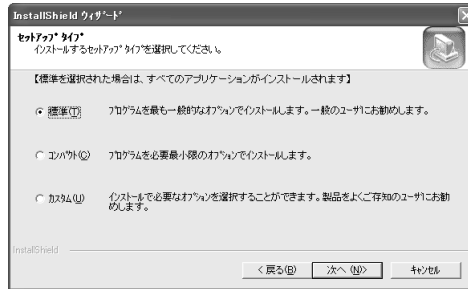 InstallShield ウィザード
セットアップ タイプ
インストールするセットアップ タイプを選択してください。
【標準を選択された場合は、すべてのアプリケーションがインストールされます】
標準(T)
プログラムを最も一般的なオプションでインストールします。一般のユーザにお勧めします。
コンパクト(C)
プログラムを必要最小限のオプションでインストールします。
カスタム(U)
インストールで必要なオプションを選択することができます。製品をよくご存知のユーザにお勧
めします。
InstallShield
< 戻る(B)
次へ (N)>
キャンセル